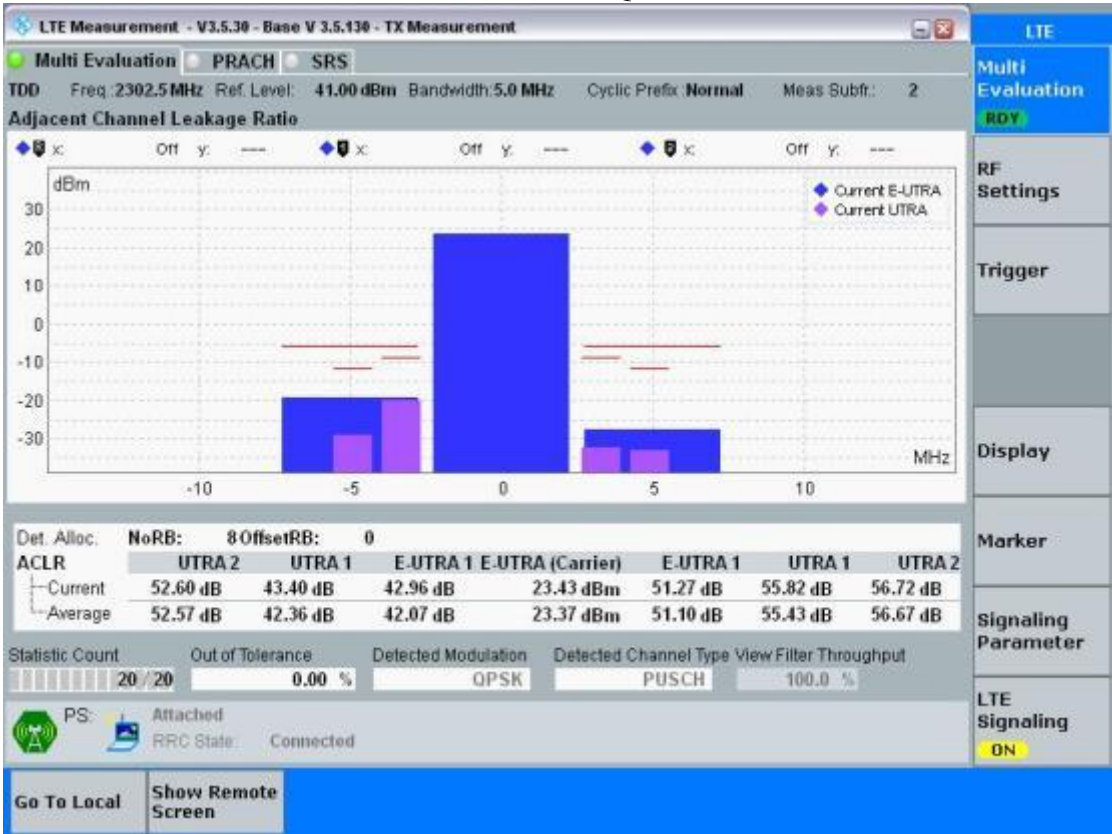 LTE Measurement - V3.5.30 - Base V 3.5.130 - TX Measurement
LTE
Multi Evaluation PRACH SRS
Multi
Evaluation
RDY
TDD Freq.:2302.5 MHz Ref. Level: 41.00 dBm Bandwidth:5.0 MHz Cyclic Prefix:Normal Meas Subfr.: 2
Adjacent Channel Leakage Ratio
x: Off y: --- x: Off y: --- x: Off y: ---
dBm
Current E-UTRA
Current UTRA
30
20
10
0
-10
-20
-30
MHz
-10 -5 0 5 10
RF
Settings
Trigger
Display
Marker
Signaling
Parameter
LTE
Signaling
ON
Det. Alloc. NoRB: 8 OffsetRB: 0
ACLR UTRA 2 UTRA 1 E-UTRA 1 E-UTRA (Carrier) E-UTRA 1 UTRA 1 UTRA 2
Current 52.60 dB 43.40 dB 42.96 dB 23.43 dBm 51.27 dB 55.82 dB 56.72 dB
Average 52.57 dB 42.36 dB 42.07 dB 23.37 dBm 51.10 dB 55.43 dB 56.67 dB
Statistic Count Out of Tolerance Detected Modulation Detected Channel Type View Filter Throughput
20 / 20 0.00 % QPSK PUSCH 100.0 %
PS: Attached
RRC State: Connected
Go To Local
Show Remote
Screen